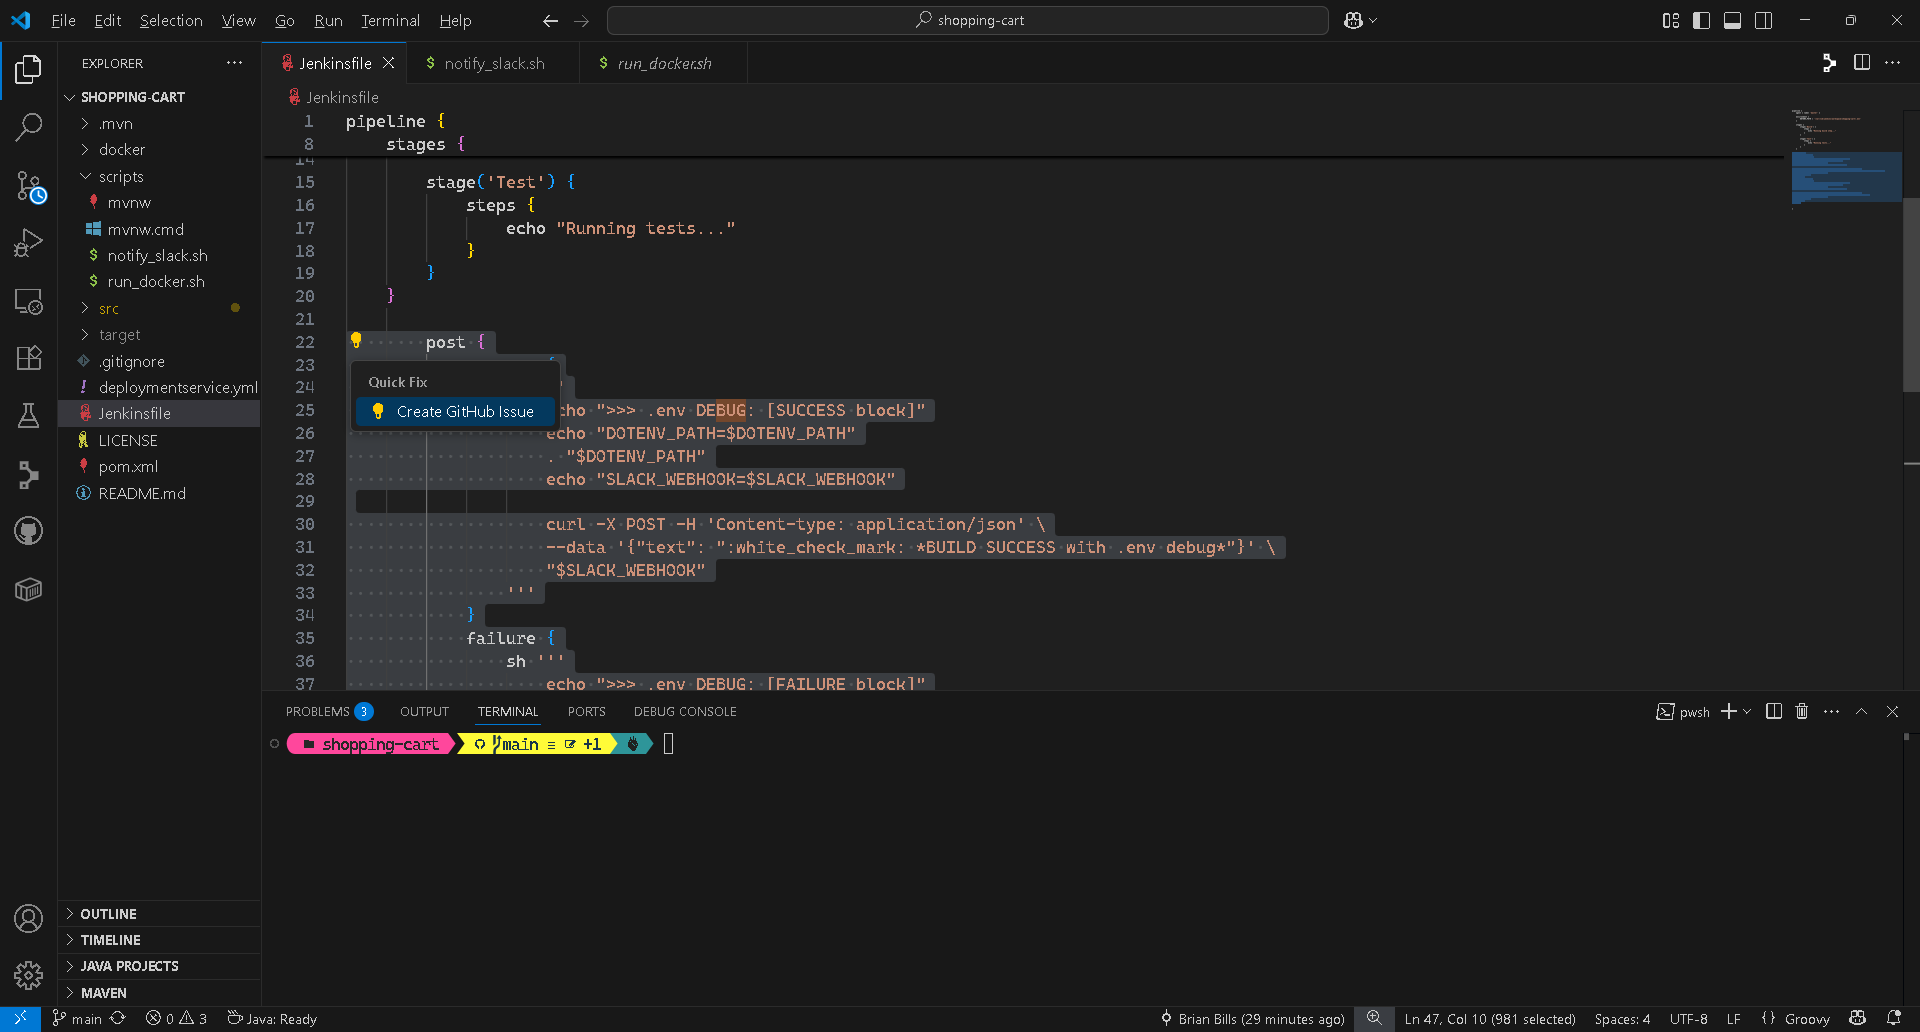 File Edit Selection View Go Run Terminal Help
shopping-cart
EXPLORER
SHOPPING-CART
.mvn
docker
scripts
mvnw
mvnw.cmd
notify_slack.sh
run_docker.sh
src
target
.gitignore
deploymentservice.yml
Jenkinsfile
LICENSE
pom.xml
README.md
OUTLINE
TIMELINE
JAVA PROJECTS
MAVEN
Jenkinsfile notify_slack.sh run_docker.sh
Jenkinsfile
1 pipeline {
8 stages {
14
15 stage('Test') {
16 steps {
17 echo "Running tests..."
18 }
19 }
20 }
21
22 post {
23 {
24
25 cho ">>> .env DEBUG: [SUCCESS block]"
26 echo "DOTENV_PATH=$DOTENV_PATH"
27 . "$DOTENV_PATH"
28 echo "SLACK_WEBHOOK=$SLACK_WEBHOOK"
29
30 curl -X POST -H 'Content-type: application/json' \
31 --data '{"text": ":white_check_mark: *BUILD SUCCESS with .env debug*"}' \
32 "$SLACK_WEBHOOK"
33 '''
34 }
35 failure {
36 sh '''
37 echo ">>> .env DEBUG: [FAILURE block]"
Quick Fix
Create GitHub Issue
PROBLEMS 3 OUTPUT TERMINAL PORTS DEBUG CONSOLE
pwsh
shopping-cart main ≡ +1
main 0 3 Java: Ready
Brian Bills (29 minutes ago) Ln 47, Col 10 (981 selected) Spaces: 4 UTF-8 LF {} Groovy